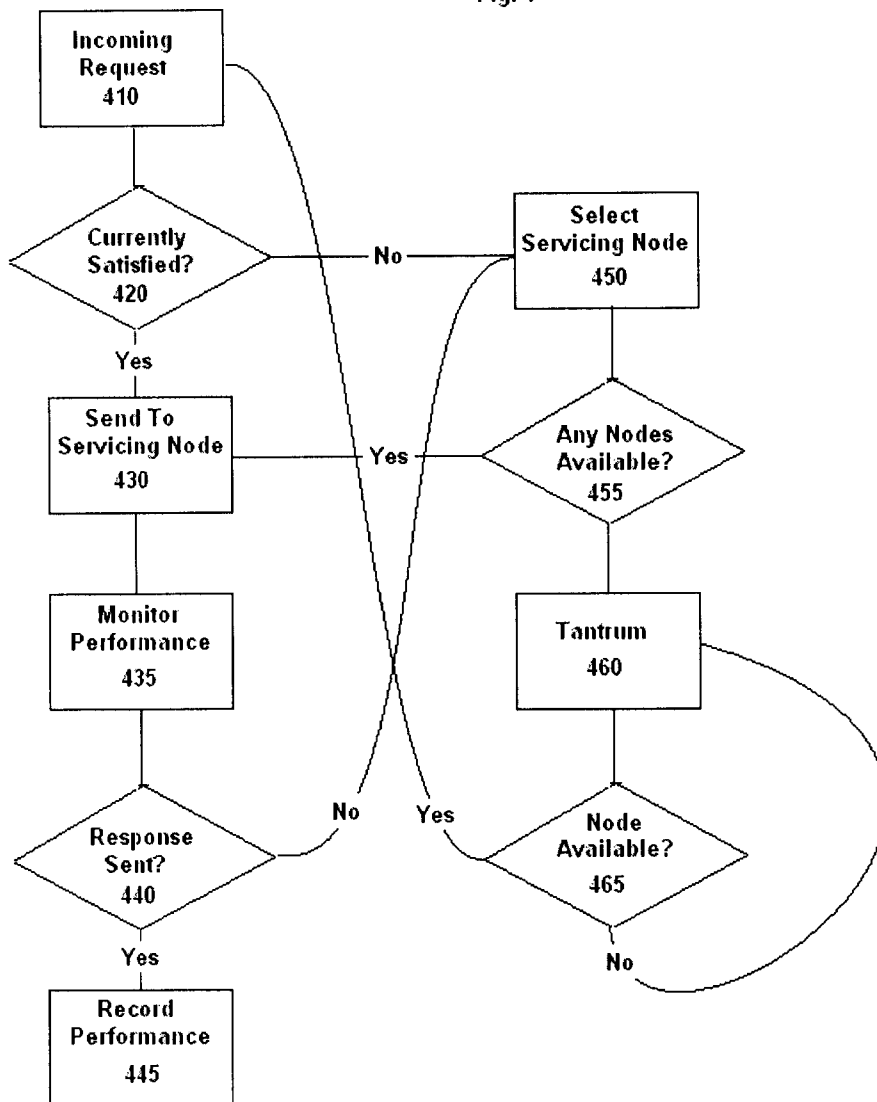 Incoming
Request
410
Currently
Satisfied?
420
No
Select
Servicing Node
450
Yes
Send To
Servicing Node
430
Yes
Any Nodes
Available?
455
Monitor
Performance
435
Tantrum
460
Response
Sent?
440
No
Yes
Node
Available?
465
Yes
No
Record
Performance
445